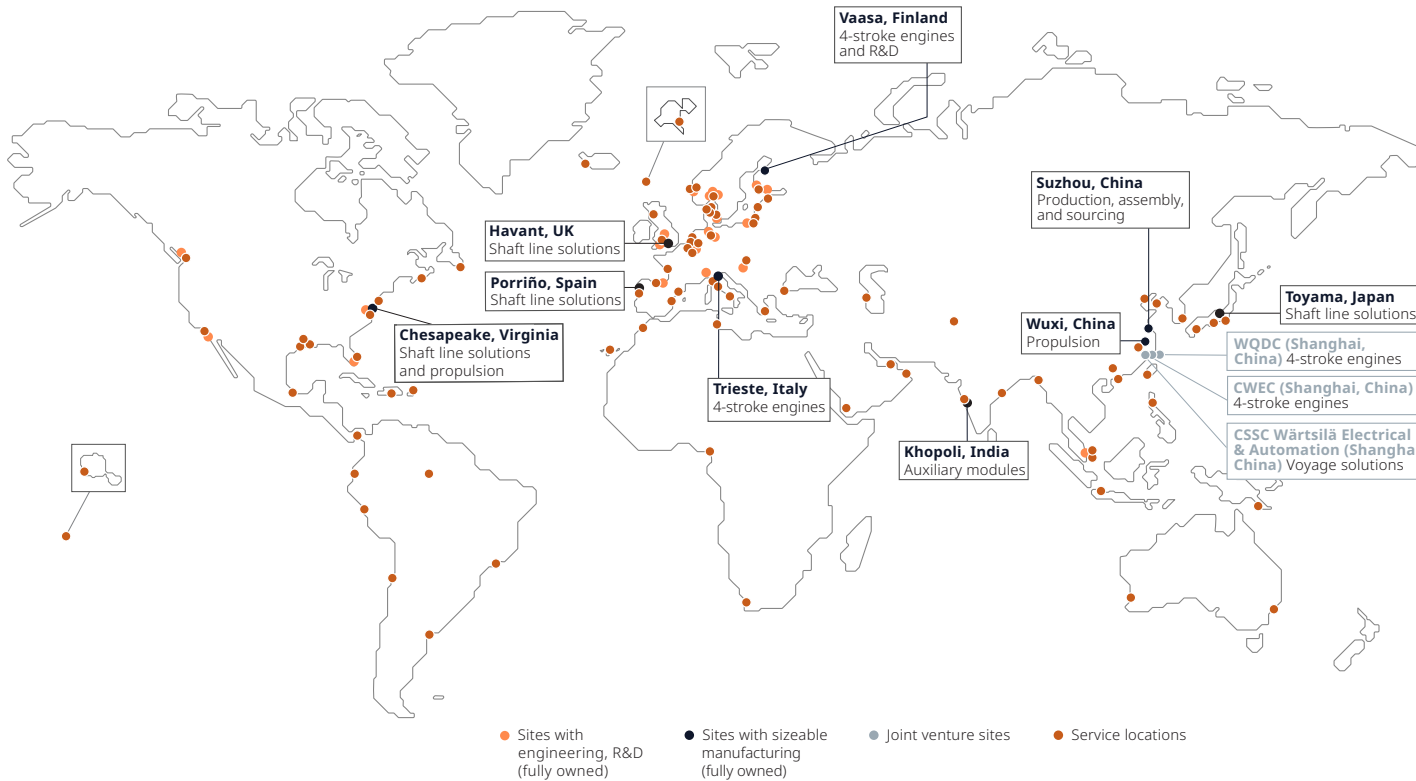 Vaasa, Finland
4-stroke engines
and R&D
Suzhou, China
Production, assembly,
and sourcing
Havant, UK
Shaft line solutions
Porriño, Spain
Shaft line solutions
Toyama, Japan
Shaft line solutions
Wuxi, China
Propulsion
Chesapeake, Virginia
Shaft line solutions
and propulsion
WQDC (Shanghai,
China) 4-stroke engines
Trieste, Italy
4-stroke engines
CWEC (Shanghai, China)
4-stroke engines
CSSC Wärtsilä Electrical
& Automation (Shangha
China) Voyage solutions
Khopoli, India
Auxiliary modules
Sites with
engineering, R&D
(fully owned)
Sites with sizeable
manufacturing
(fully owned)
Joint venture sites
Service locations